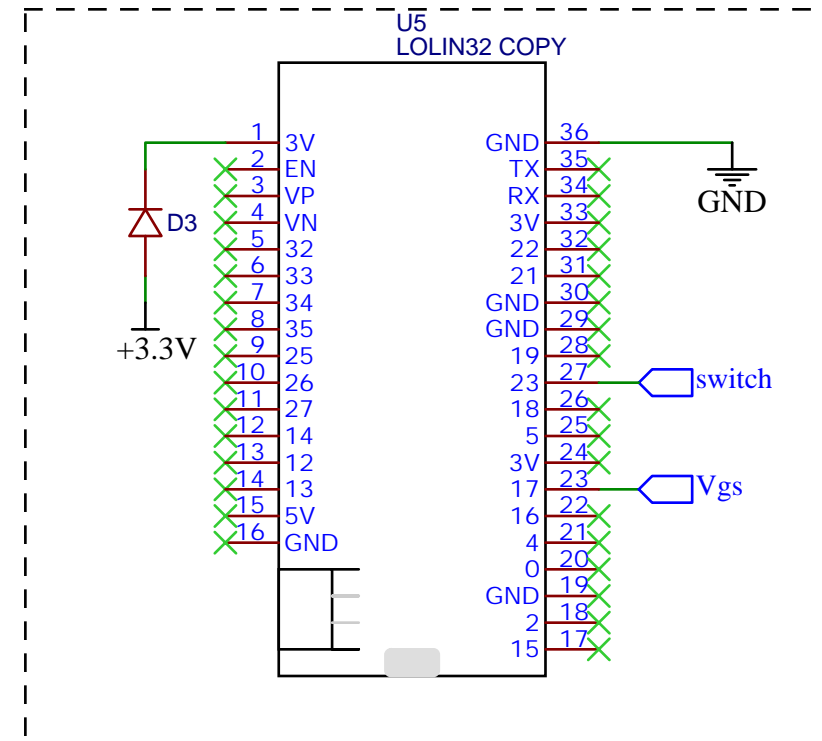 U5
LOLIN32 COPY
1 3V
2 EN
3 VP
4 VN
5 32
6 33
7 34
8 35
9 25
10 26
11 27
12 14
13 12
14 13
15 5V
16 GND
D3
+3.3V
GND 36
TX 35
RX 34
3V 33
22 32
21 31
GND 30
GND 29
19 28
23 27
18 26
5 25
3V 24
17 23
16 22
4 21
0 20
GND 19
2 18
15 17
GND
switch
Vgs